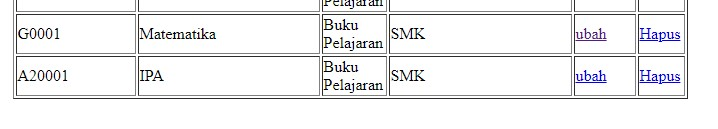 Pelajaran
G0001 Matematika Buku Pelajaran SMK ubah Hapus
A20001 IPA Buku Pelajaran SMK ubah Hapus